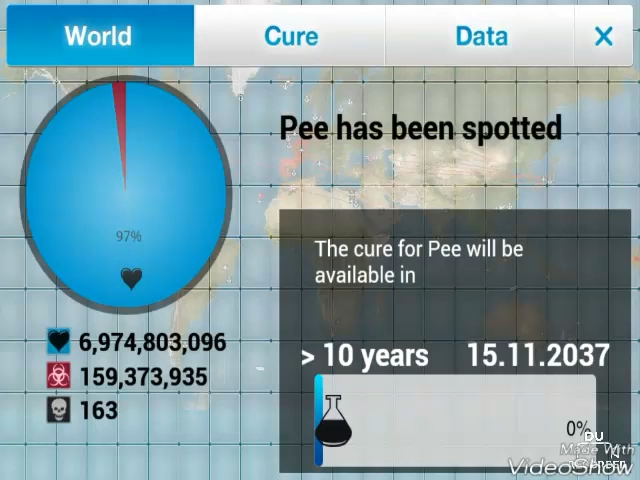 World
Cure
Data
X
Pee has been spotted
97%
The cure for Pee will be
available in
6,974,803,096
159,373,935
163
> 10 years
15.11.2037
0%
DU
Made With
VideoShow